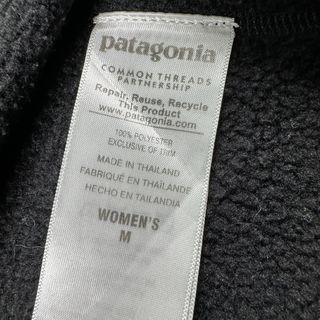 patagonia
COMMON THREADS
PARTNERSHIP
Repair, Reuse, Recycle
This Product
www.patagonia.com
100% POLYESTER
EXCLUSIVE OF TRIM
MADE IN THAILAND
FABRIQUÉ EN THAÏLANDE
HECHO EN TAILANDIA
WOMEN'S
M